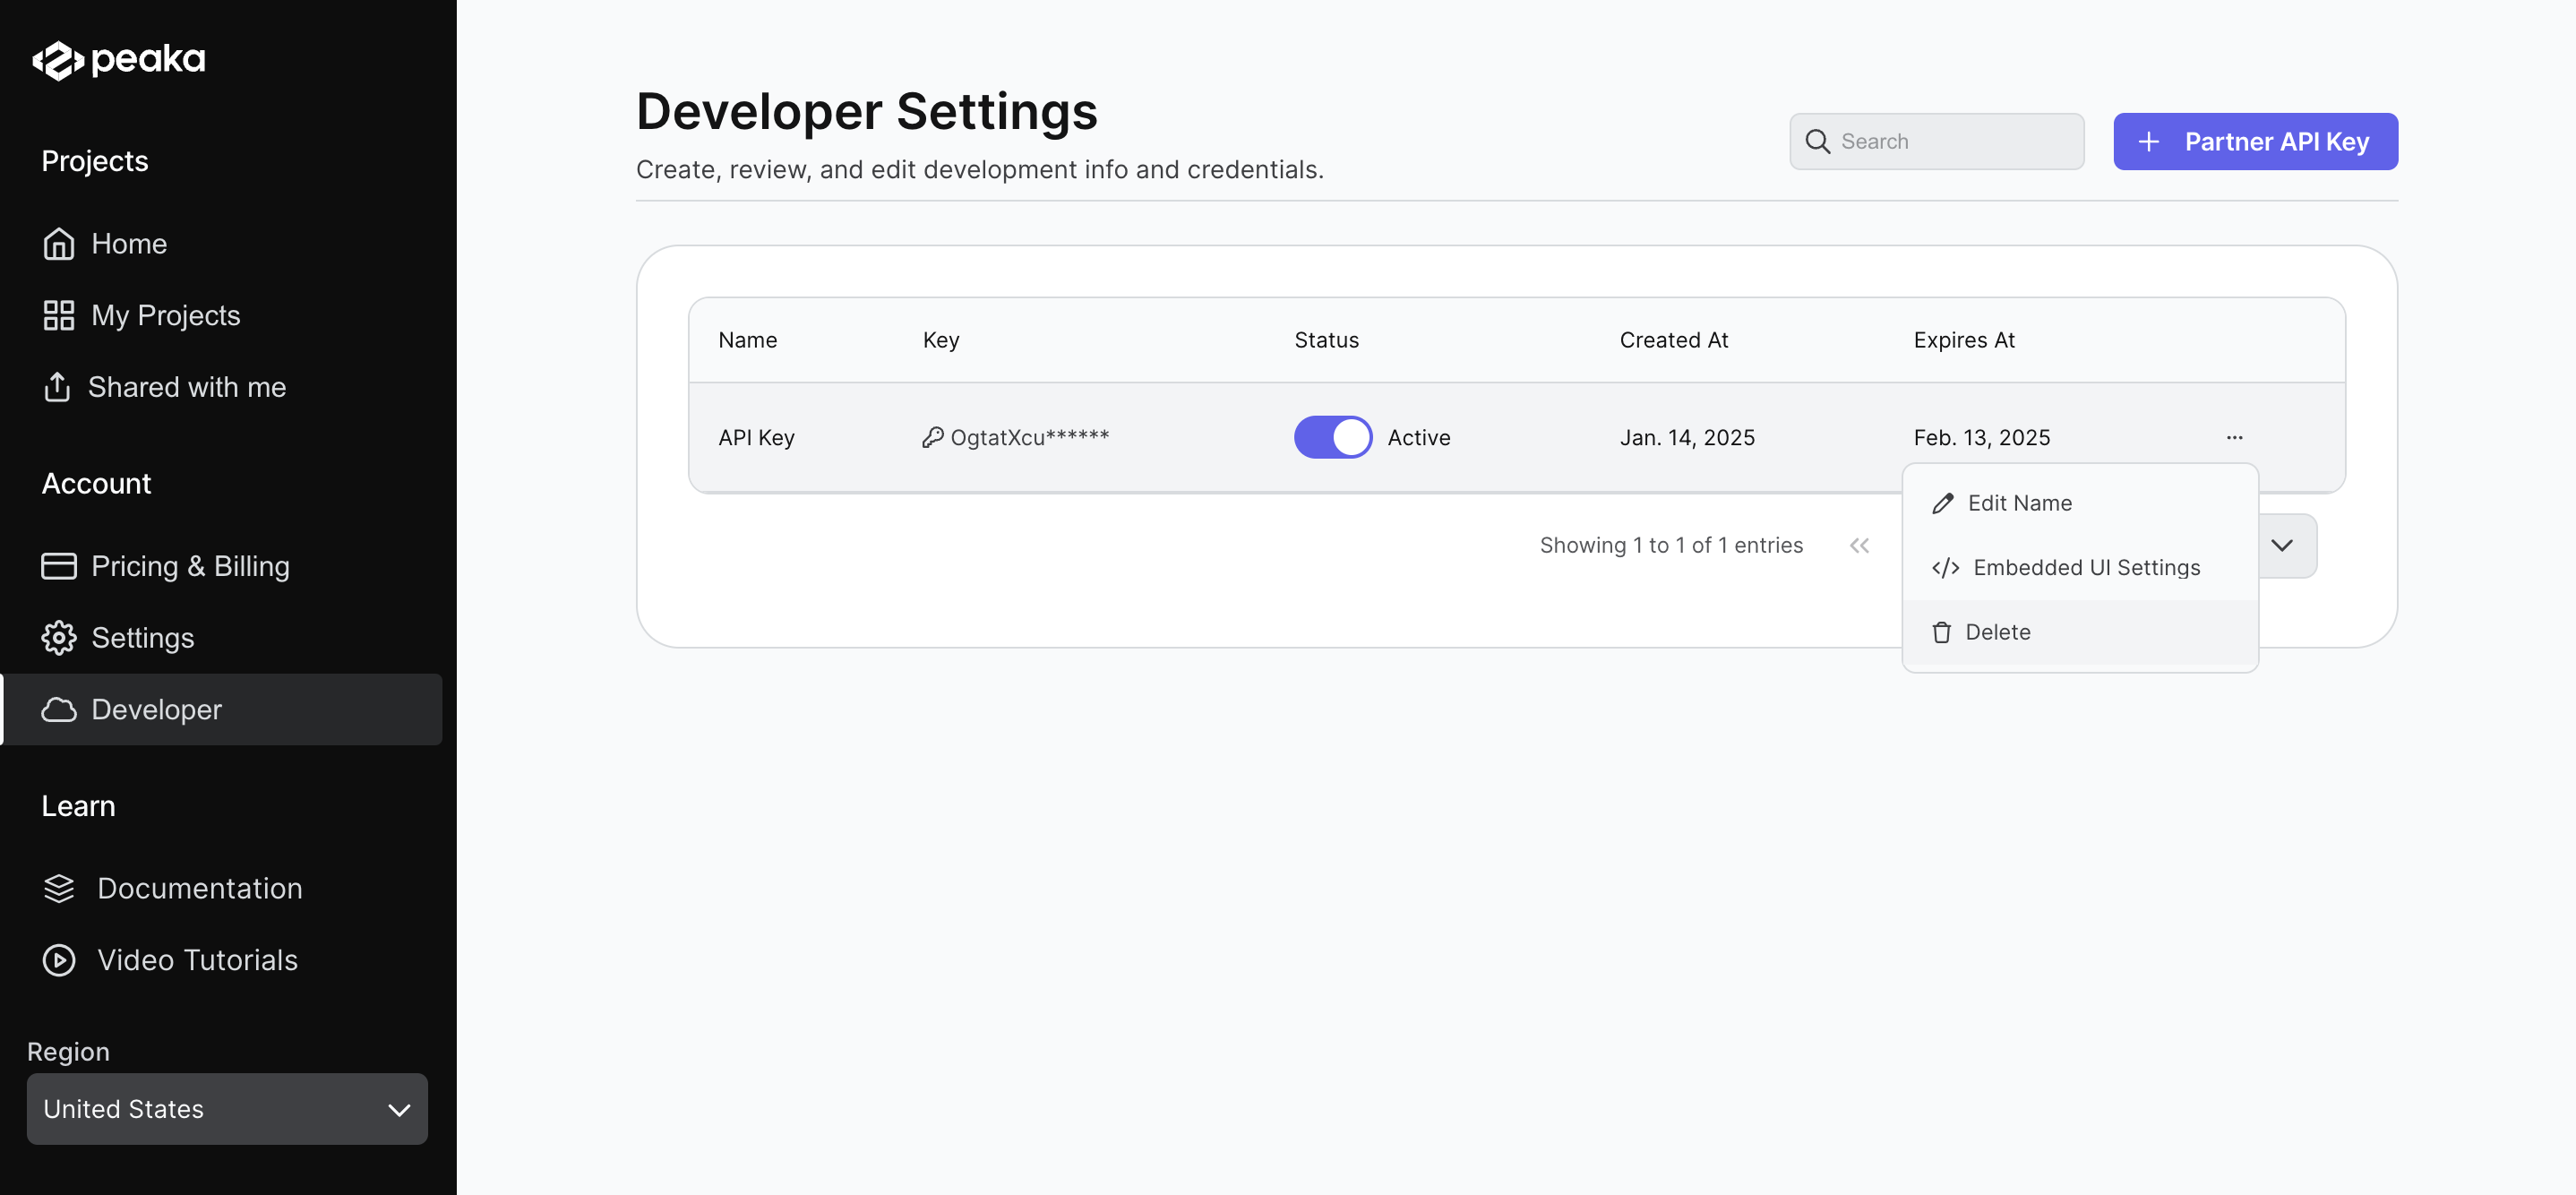 peaka
Projects
Home
My Projects
Shared with me
Account
Pricing & Billing
Settings
Developer
Learn
Documentation
Video Tutorials
Region
United States
Developer Settings
Create, review, and edit development info and credentials.
Search
Partner API Key
Name Key Status Created At Expires At
API Key OgtatXcu****** Active Jan. 14, 2025 Feb. 13, 2025 ...
Showing 1 to 1 of 1 entries
Edit Name
Embedded UI Settings
Delete